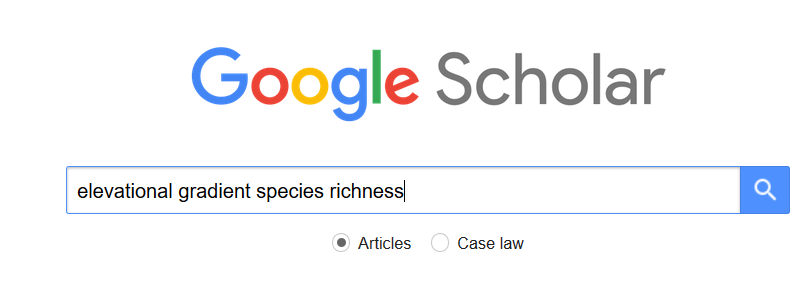 Google Scholar
elevational gradient species richness
Articles Case law